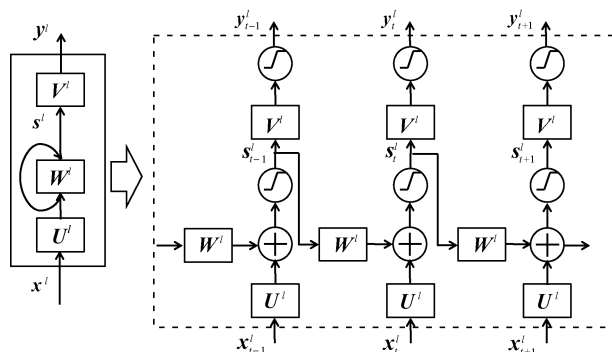 y^l
V^l
s^l
W^l
U^l
x^l
y^l_{t-1} y^l_t y^l_{t+1}
V^l V^l V^l
s^l_{t-1} s^l_t s^l_{t+1}
W^l + W^l + W^l +
U^l U^l U^l
x^l_{t-1} x^l_t x^l_{t+1}